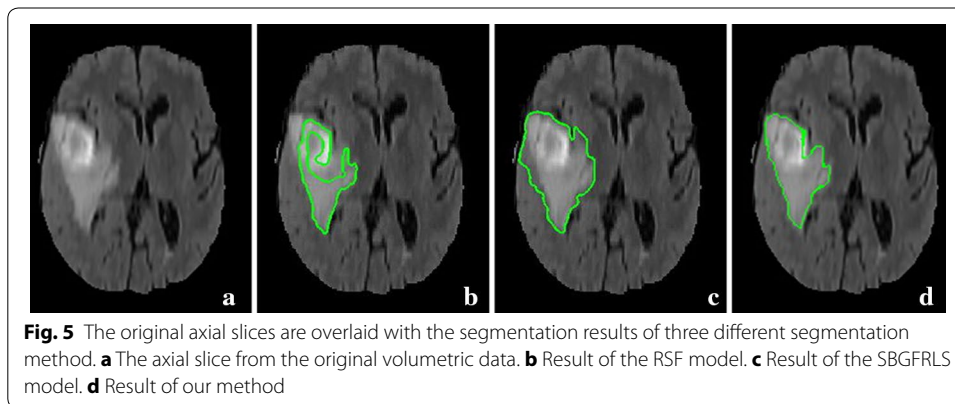 a
b
c
d
Fig. 5 The original axial slices are overlaid with the segmentation results of three different segmentation
method. a The axial slice from the original volumetric data. b Result of the RSF model. c Result of the SBGFRLS
model. d Result of our method